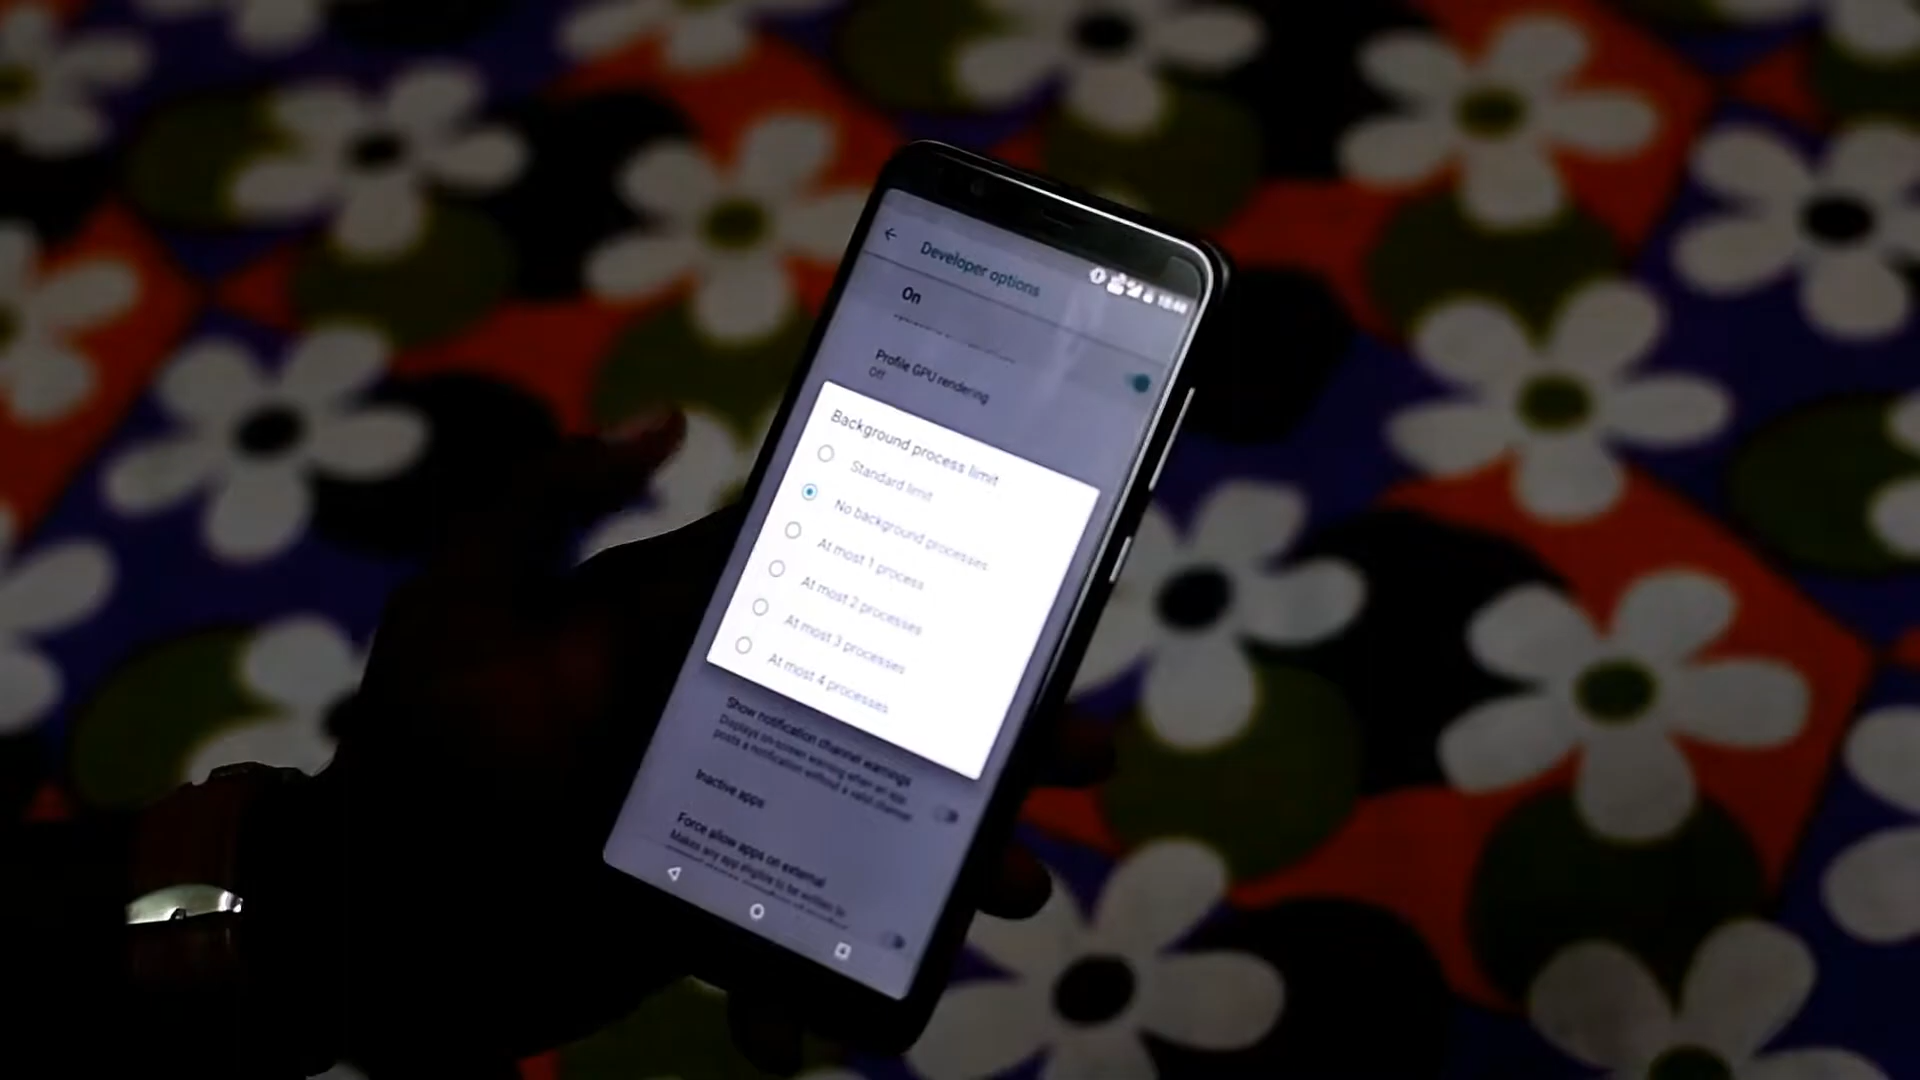 Developer options
On
Profile GPU rendering
Off
Background process limit
Standard limit
No background processes
At most 1 process
At most 2 processes
At most 3 processes
At most 4 processes
Show notification channel warnings
Displays on-screen warning when an app
posts a notification without a valid channel
Inactive apps
Force allow apps on external
Makes any app eligible to be written to